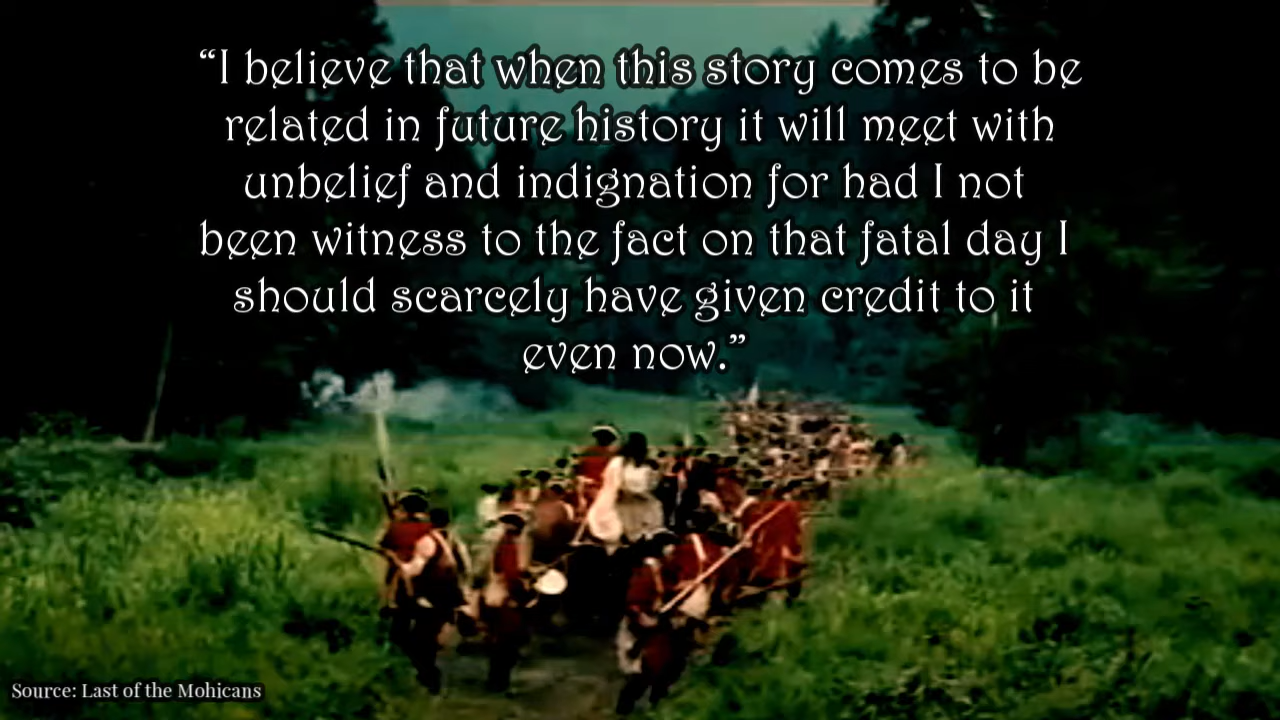 “I believe that when this story comes to be
related in future history it will meet with
unbelief and indignation for had I not
been witness to the fact on that fatal day I
should scarcely have given credit to it
even now.”
Source: Last of the Mohicans